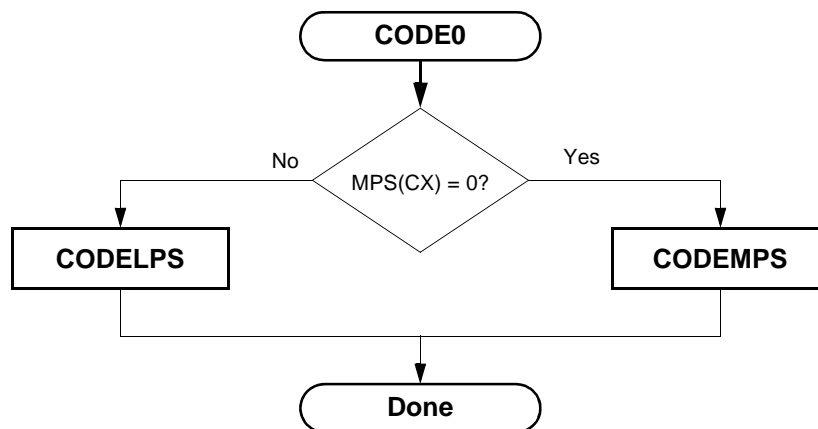 CODE0
No
Yes
MPS(CX) = 0?
CODELPS
CODEMPS
Done